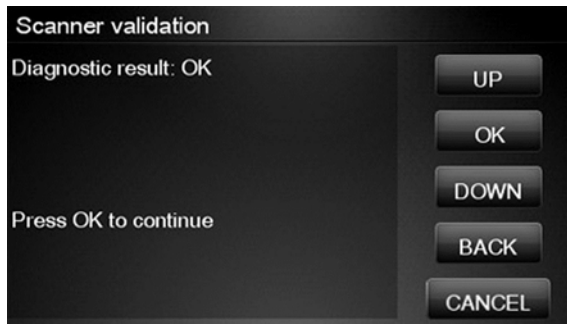 Scanner validation
Diagnostic result: OK
Press OK to continue
UP
OK
DOWN
BACK
CANCEL